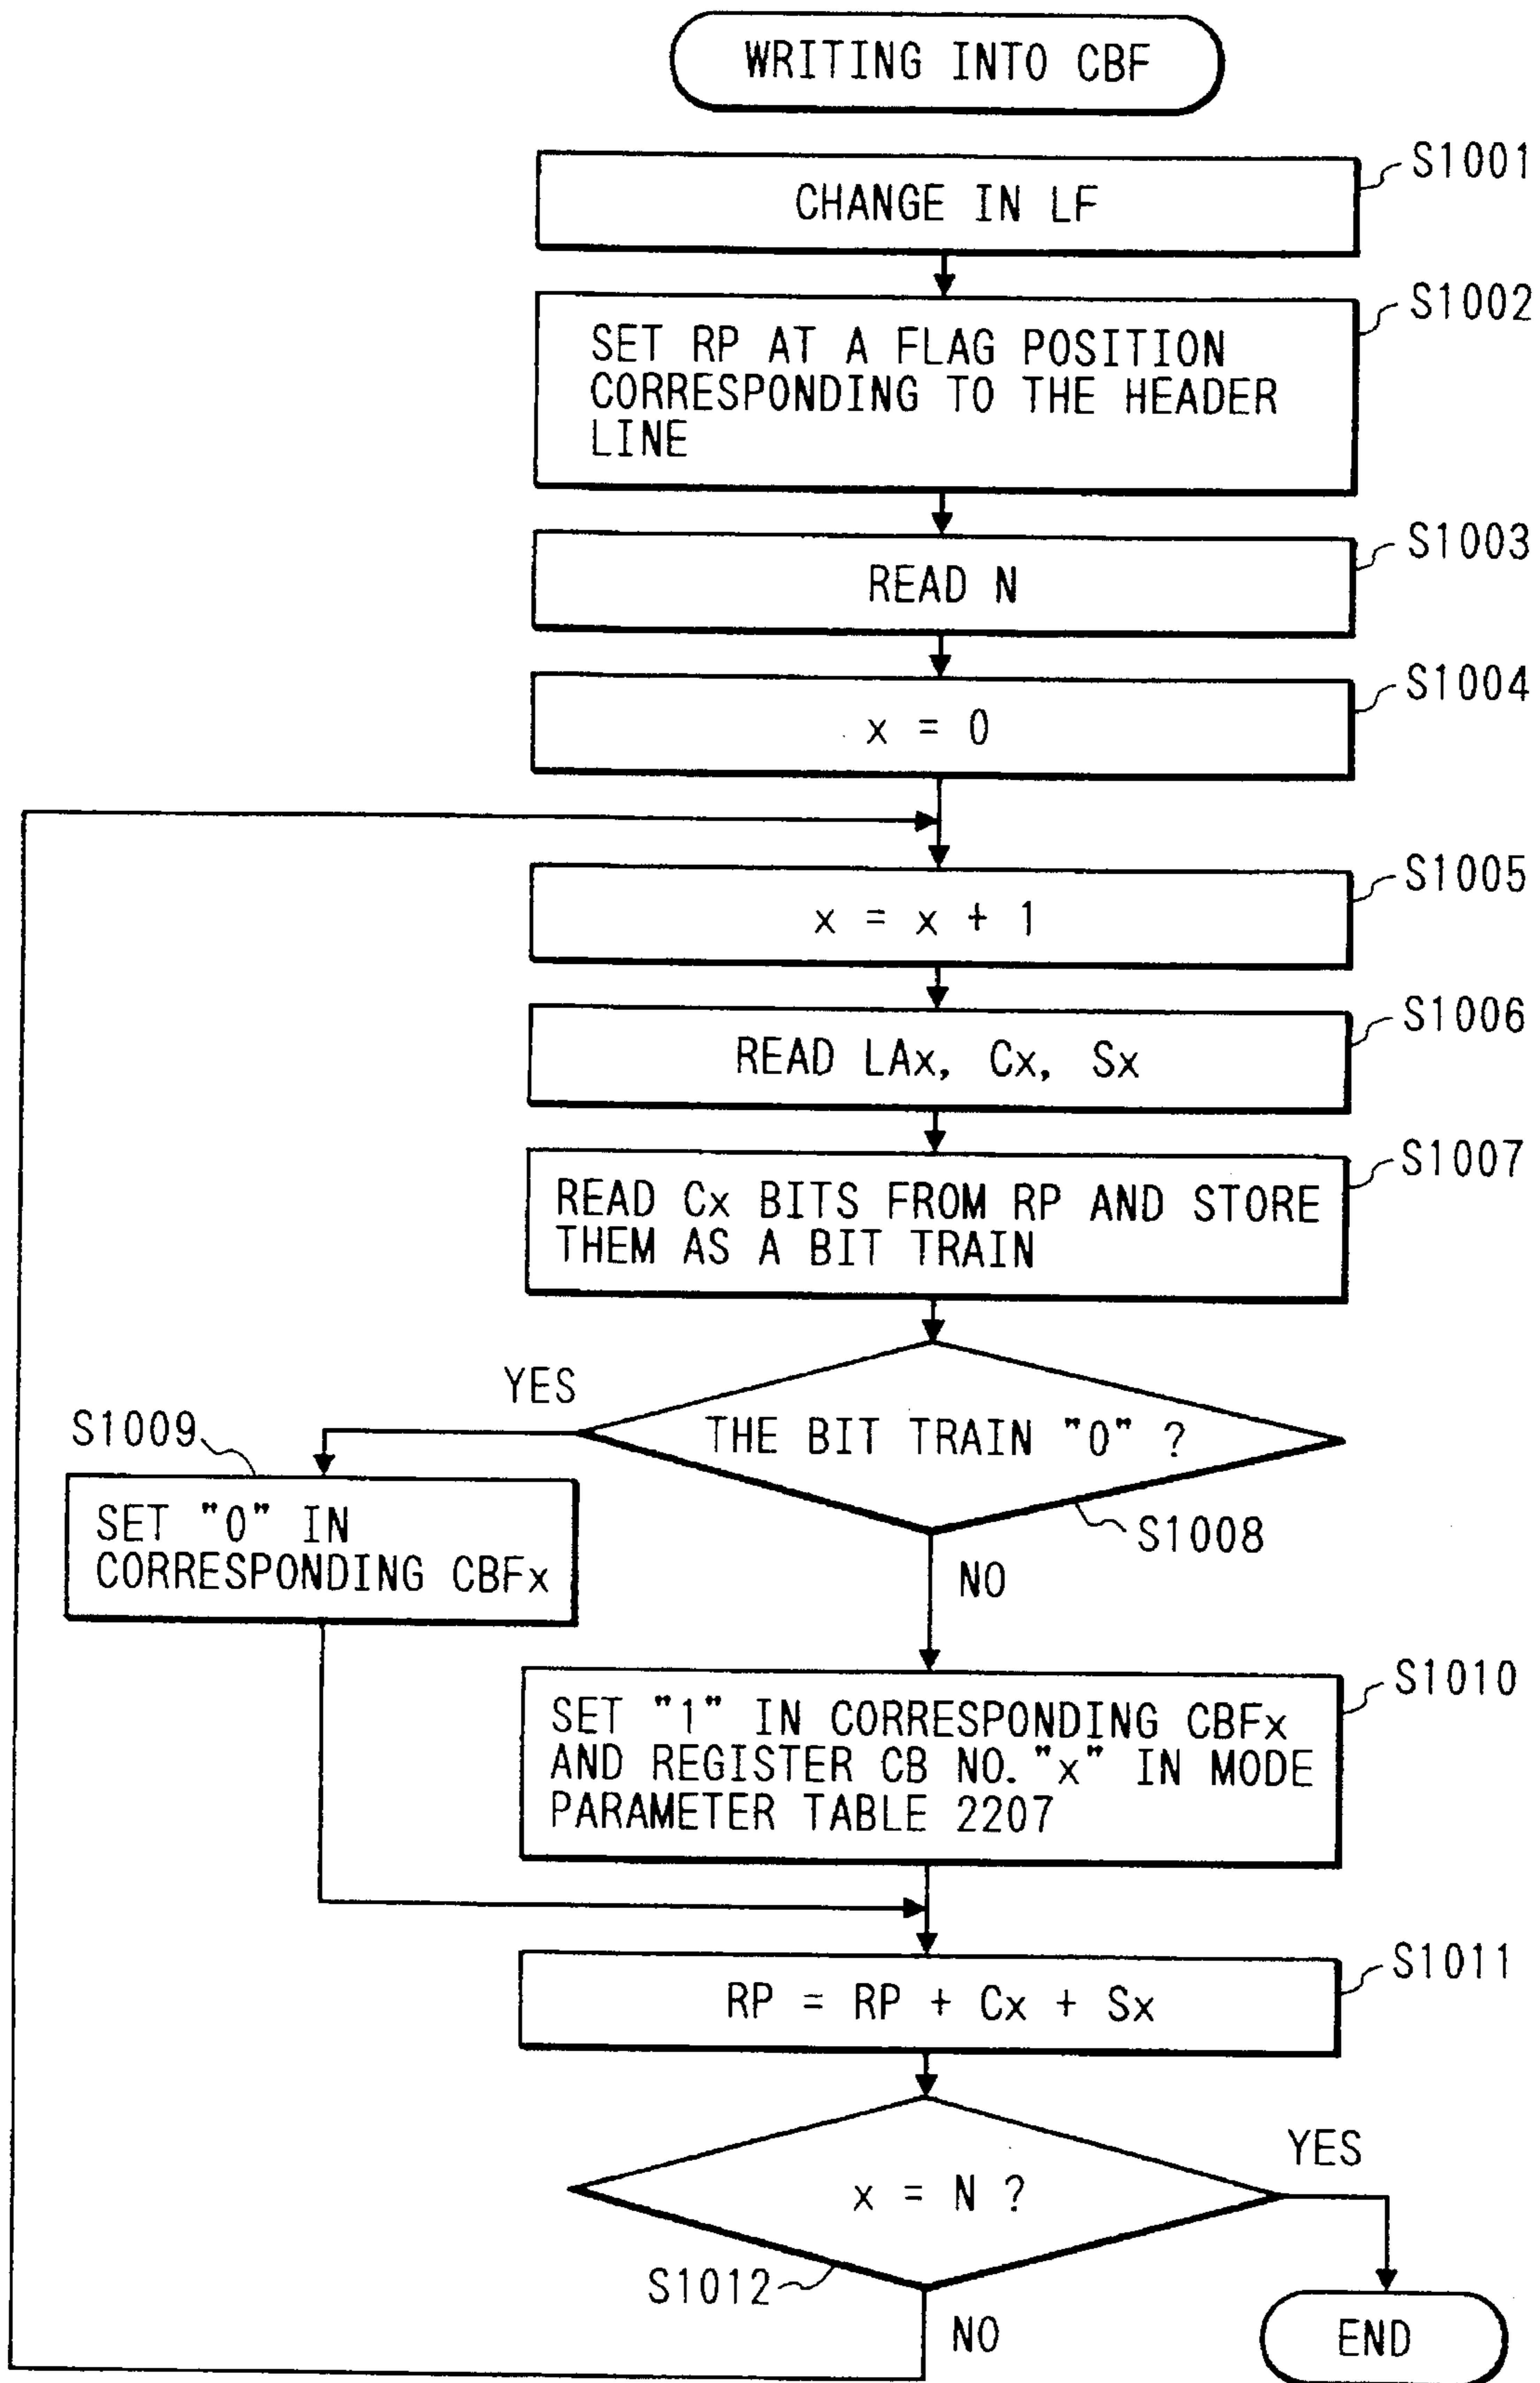 WRITING INTO CBF
S1001
CHANGE IN LF
S1002
SET RP AT A FLAG POSITION
CORRESPONDING TO THE HEADER
LINE
S1003
READ N
S1004
x = 0
S1005
x = x + 1
S1006
READ LAx, Cx, Sx
S1007
READ Cx BITS FROM RP AND STORE
THEM AS A BIT TRAIN
YES
S1009
THE BIT TRAIN "0" ?
S1008
SET "0" IN
CORRESPONDING CBFx
NO
S1010
SET "1" IN CORRESPONDING CBFx
AND REGISTER CB NO. "x" IN MODE
PARAMETER TABLE 2207
S1011
RP = RP + Cx + Sx
YES
x = N ?
S1012
NO
END